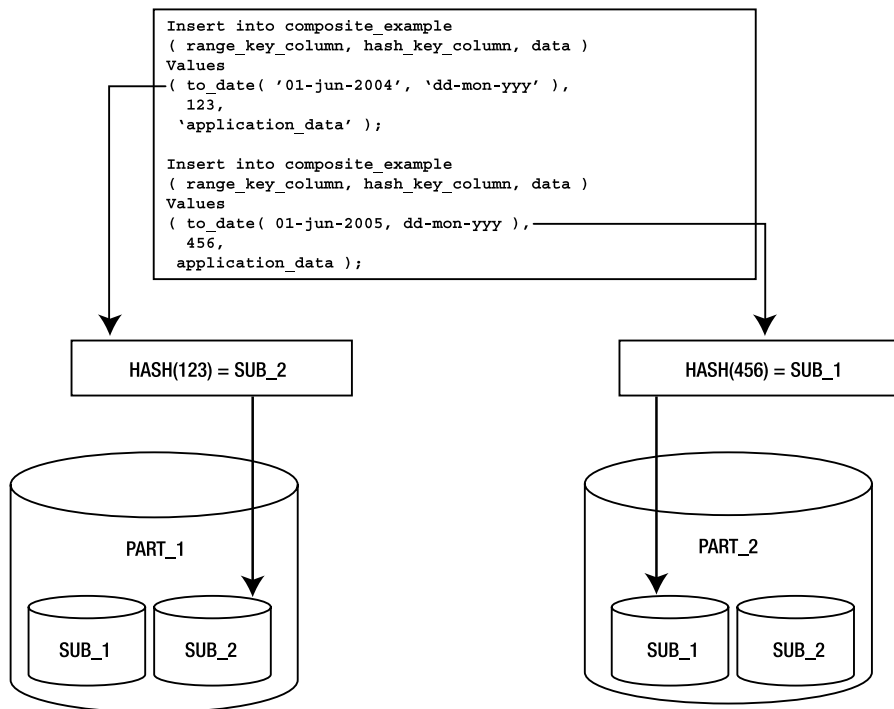 Insert into composite_example
( range_key_column, hash_key_column, data )
Values
( to_date( ’01-jun-2004’, ‘dd-mon-yyy’ ),
123,
‘application_data’ );
Insert into composite_example
( range_key_column, hash_key_column, data )
Values
( to_date( 01-jun-2005, dd-mon-yyy ),
456,
application_data );
HASH(123) = SUB_2
HASH(456) = SUB_1
PART_1
PART_2
SUB_1
SUB_2
SUB_1
SUB_2